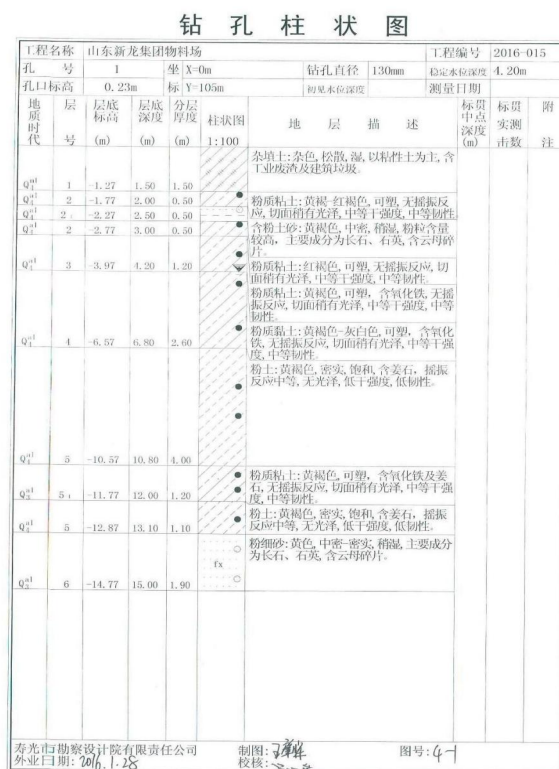 钻孔柱状图
工程名称 山东新龙集团物料场 工程编号 2016-015
孔号 1 坐 X=0m 钻孔直径 130mm 稳定水位深度 4.20m
孔口标高 0.23m 标 Y=105m 初见水位深度 测量日期
地质时代 层号 层底标高(m) 层底深度(m) 分层厚度(m) 柱状图 1:100 地层描述 标贯中点深度(m) 标贯实测击数 附注
杂填土:杂色,松散,湿,以粘性土为主,含
工业废渣及建筑垃圾。
1 -1.27 1.50 1.50
2 -1.77 2.00 0.50 粉质粘土:黄褐-红褐色,可塑,无摇振反
应,切面稍有光泽,中等干强度,中等韧性
2 -2.27 2.50 0.50
2 -2.77 3.00 0.50 含粉土砂:黄褐色,中密,稍湿,粉粒含量
较高,主要成分为长石、石英,含云母碎
片。
3 -3.97 4.20 1.20 粉质粘土:红褐色,可塑,无摇振反应,切
面稍有光泽,中等干强度,中等韧性。
粉质粘土:黄褐色,可塑,含氧化铁,无摇
振反应,切面稍有光泽,中等干强度,中等
韧性。
4 -6.57 6.80 2.60 粉质黏土:黄褐色-灰白色,可塑,含氧化
铁,无摇振反应,切面稍有光泽,中等干强
度,中等韧性。
粉土:黄褐色,密实,饱和,含姜石,摇振
反应中等,无光泽,低干强度,低韧性。
5 -10.57 10.80 4.00
粉质粘土:黄褐色,可塑,含氧化铁及姜
石,无摇振反应,切面稍有光泽,中等干强
度,中等韧性。
5 -11.77 12.00 1.20
粉土:黄褐色,密实,饱和,含姜石,摇振
反应中等,无光泽,低干强度,低韧性。
5 -12.87 13.10 1.10
粉细砂:黄色,中密-密实,稍湿,主要成分
为长石、石英,含云母碎片。
fx
6 -14.77 15.00 1.90
寿光市勘察设计院有限责任公司 制图: 图号:4-1
外业日期:2016.1.28 校核: